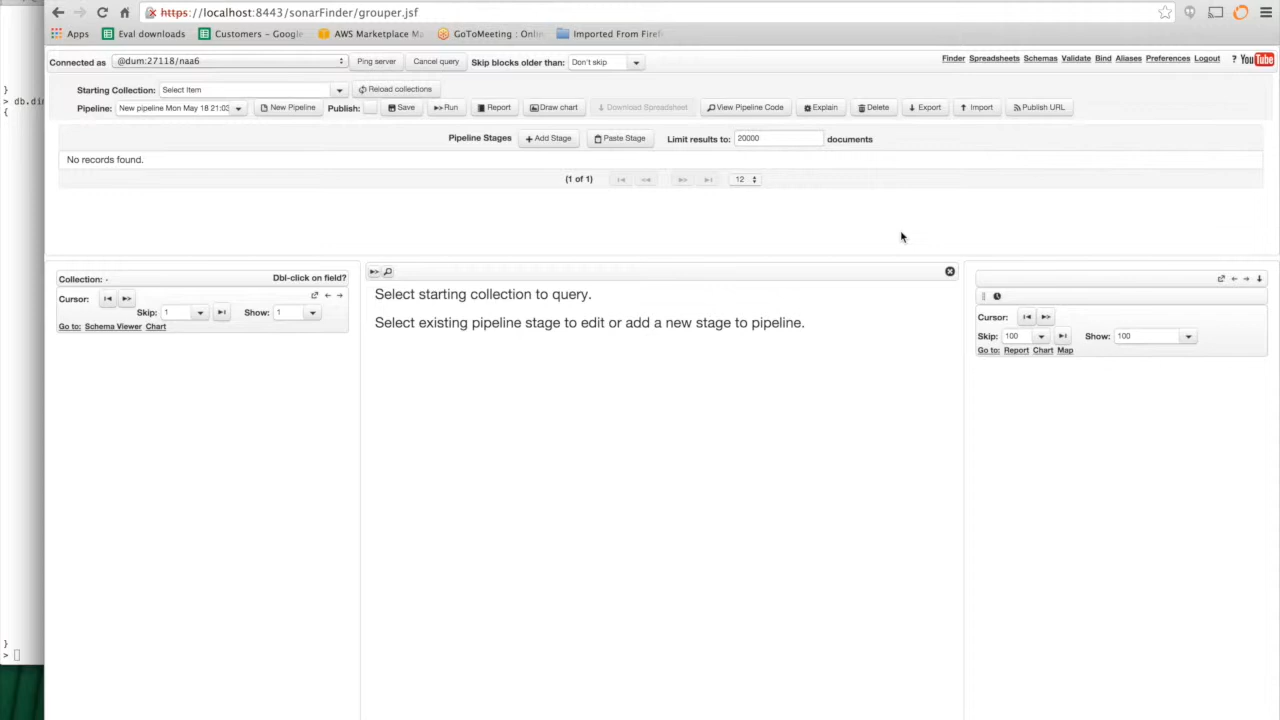 https://localhost:8443/sonarFinder/grouper.jsf
Apps Eval downloads Customers - Google AWS Marketplace Ma GoToMeeting : Onlin Imported From Firef
Connected as @dum:27118/naa6 Ping server Cancel query Skip blocks older than: Don't skip Finder Spreadsheets Schemas Validate Bind Aliases Preferences Logout ? You Tube
Starting Collection: Select Item Reload collections
}
> db.din
{
Pipeline: New pipeline Mon May 18 21:03 New Pipeline Publish: Save Run Report Draw chart Download Spreadsheet View Pipeline Code Explain Delete Export Import Publish URL
Pipeline Stages Add Stage Paste Stage Limit results to: 20000 documents
No records found.
(1 of 1) 12
Collection: - Dbl-click on field?
Cursor:
Skip: 1 Show: 1
Go to: Schema Viewer Chart
Select starting collection to query.
Select existing pipeline stage to edit or add a new stage to pipeline.
Cursor:
Skip: 100 Show: 100
Go to: Report Chart Map
}
>